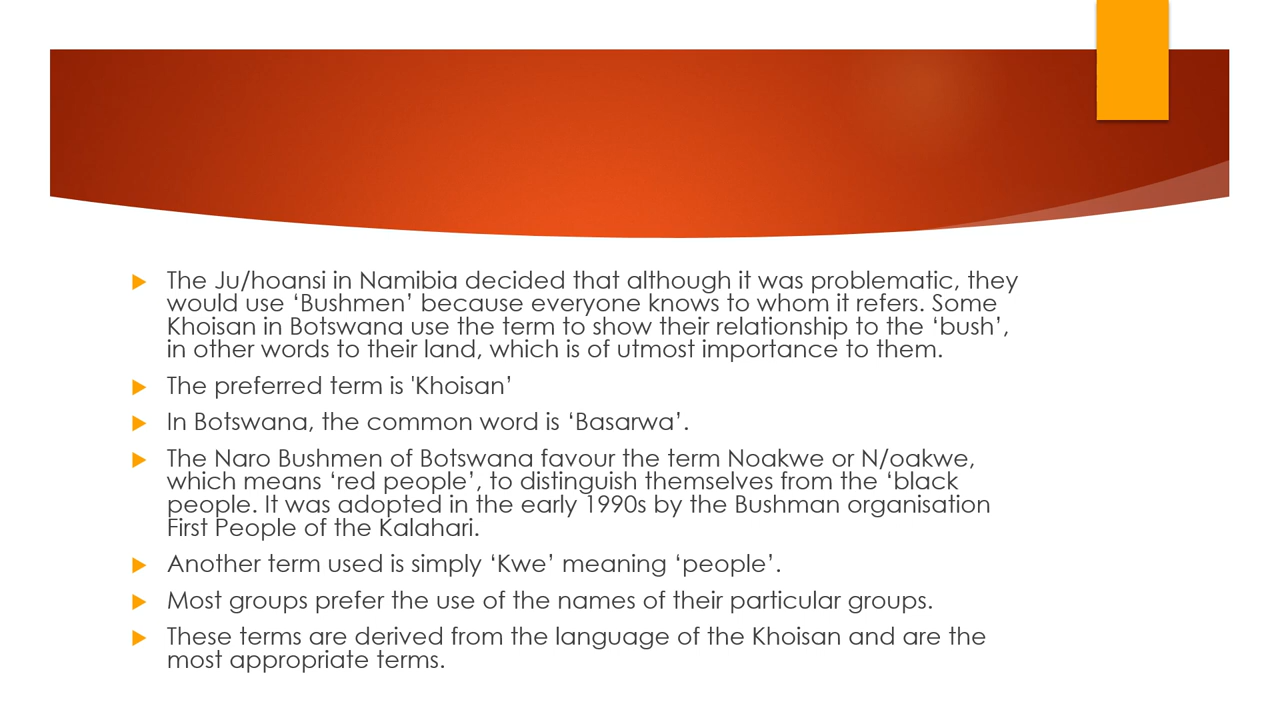 The Ju/hoansi in Namibia decided that although it was problematic, they
would use ‘Bushmen’ because everyone knows to whom it refers. Some
Khoisan in Botswana use the term to show their relationship to the ‘bush’,
in other words to their land, which is of utmost importance to them.
The preferred term is 'Khoisan’
In Botswana, the common word is ‘Basarwa’.
The Naro Bushmen of Botswana favour the term Noakwe or N/oakwe,
which means ‘red people’, to distinguish themselves from the ‘black
people. It was adopted in the early 1990s by the Bushman organisation
First People of the Kalahari.
Another term used is simply ‘Kwe’ meaning ‘people’.
Most groups prefer the use of the names of their particular groups.
These terms are derived from the language of the Khoisan and are the
most appropriate terms.